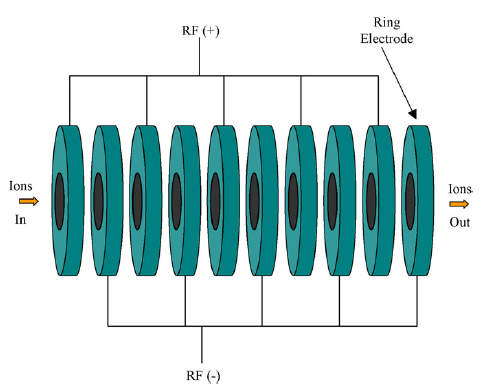 RF (+)
Ring
Electrode
Ions
In
Ions
Out
RF (-)